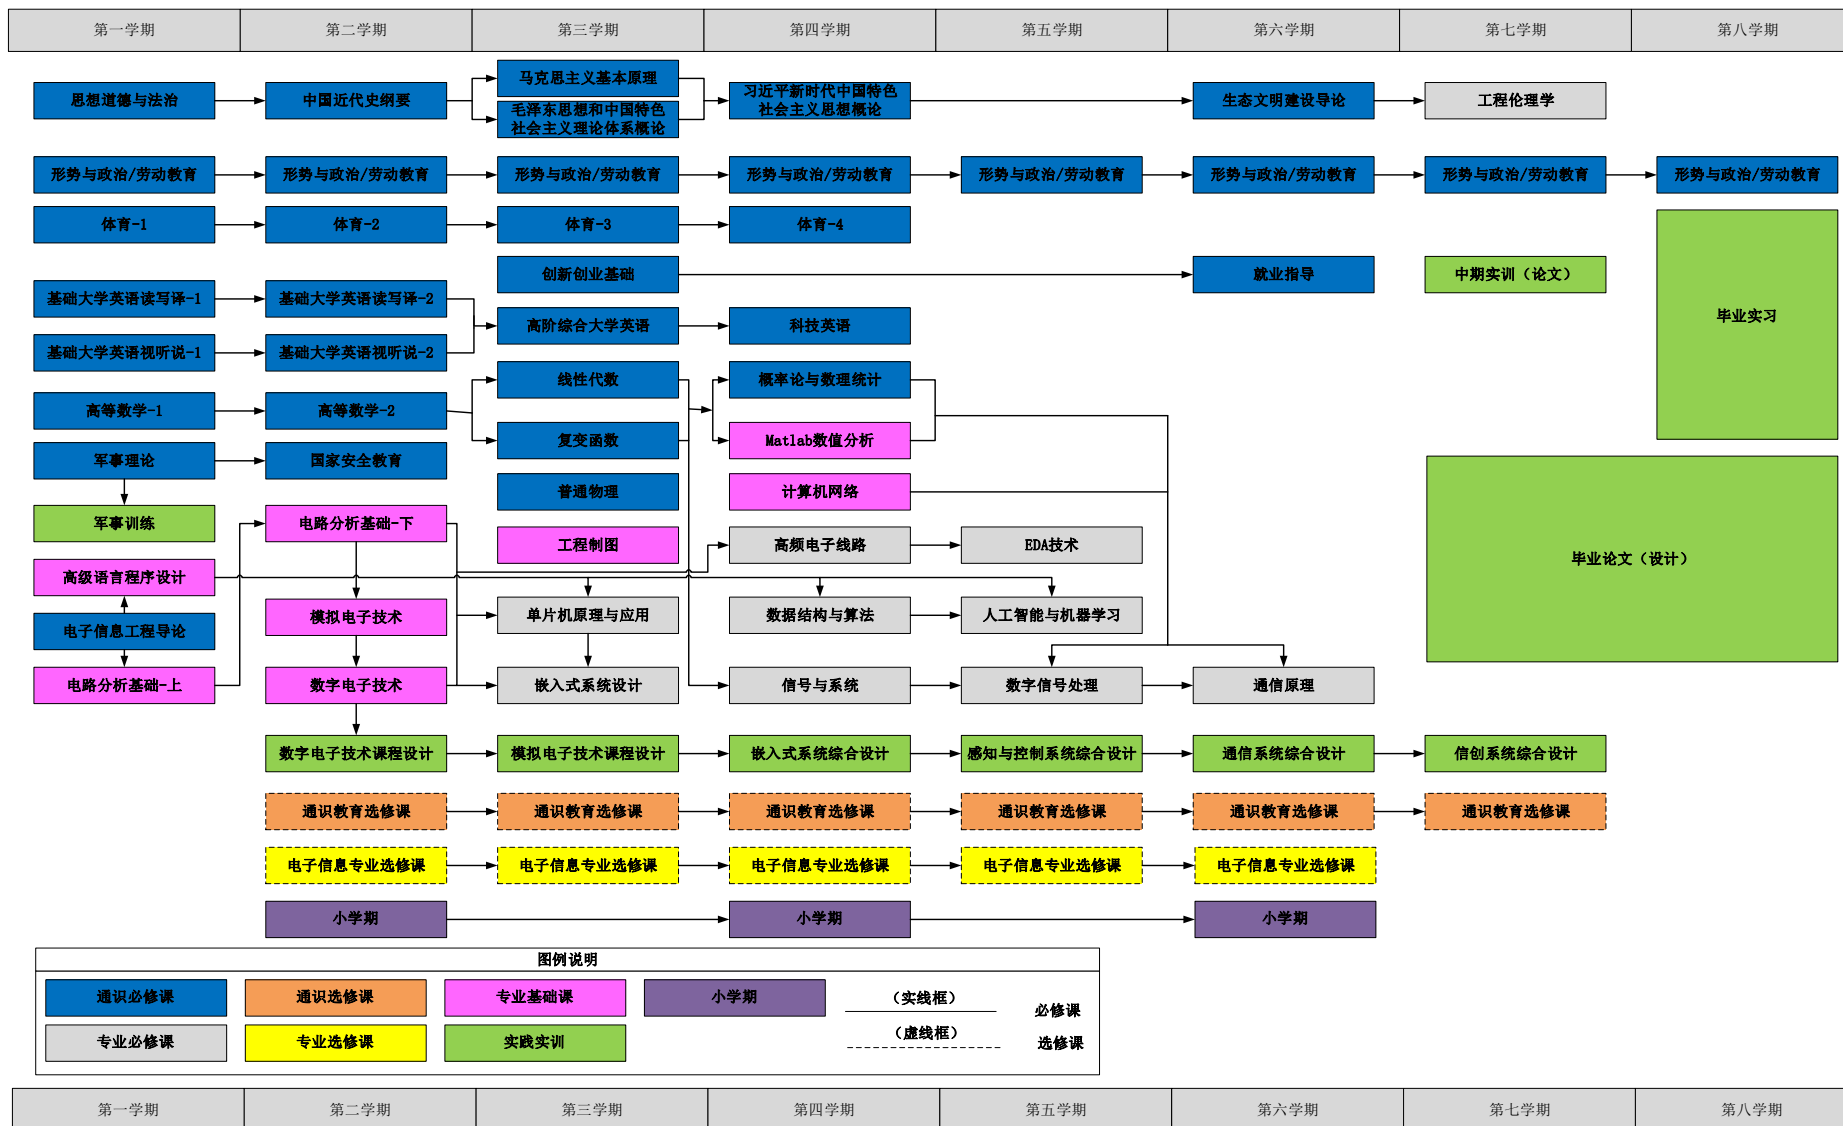 第一学期
第二学期
第三学期
第四学期
第五学期
第六学期
第七学期
第八学期
思想道德与法治
中国近代史纲要
马克思主义基本原理
毛泽东思想和中国特色
社会主义理论体系概论
习近平新时代中国特色
社会主义思想概论
生态文明建设导论
工程伦理学
形势与政治/劳动教育
形势与政治/劳动教育
形势与政治/劳动教育
形势与政治/劳动教育
形势与政治/劳动教育
形势与政治/劳动教育
形势与政治/劳动教育
形势与政治/劳动教育
体育-1
体育-2
体育-3
体育-4
创新创业基础
就业指导
中期实训（论文）
毕业实习
基础大学英语读写译-1
基础大学英语读写译-2
高阶综合大学英语
科技英语
基础大学英语视听说-1
基础大学英语视听说-2
线性代数
概率论与数理统计
高等数学-1
高等数学-2
复变函数
Matlab数值分析
军事理论
国家安全教育
普通物理
计算机网络
军事训练
电路分析基础-下
工程制图
高频电子线路
EDA技术
毕业论文（设计）
高级语言程序设计
模拟电子技术
单片机原理与应用
数据结构与算法
人工智能与机器学习
电子信息工程导论
电路分析基础-上
数字电子技术
嵌入式系统设计
信号与系统
数字信号处理
通信原理
数字电子技术课程设计
模拟电子技术课程设计
嵌入式系统综合设计
感知与控制系统综合设计
通信系统综合设计
信创系统综合设计
通识教育选修课
通识教育选修课
通识教育选修课
通识教育选修课
通识教育选修课
通识教育选修课
电子信息专业选修课
电子信息专业选修课
电子信息专业选修课
电子信息专业选修课
电子信息专业选修课
小学期
小学期
小学期
图例说明
通识必修课
通识选修课
专业基础课
小学期
（实线框）
必修课
专业必修课
专业选修课
实践实训
（虚线框）
选修课
第一学期
第二学期
第三学期
第四学期
第五学期
第六学期
第七学期
第八学期